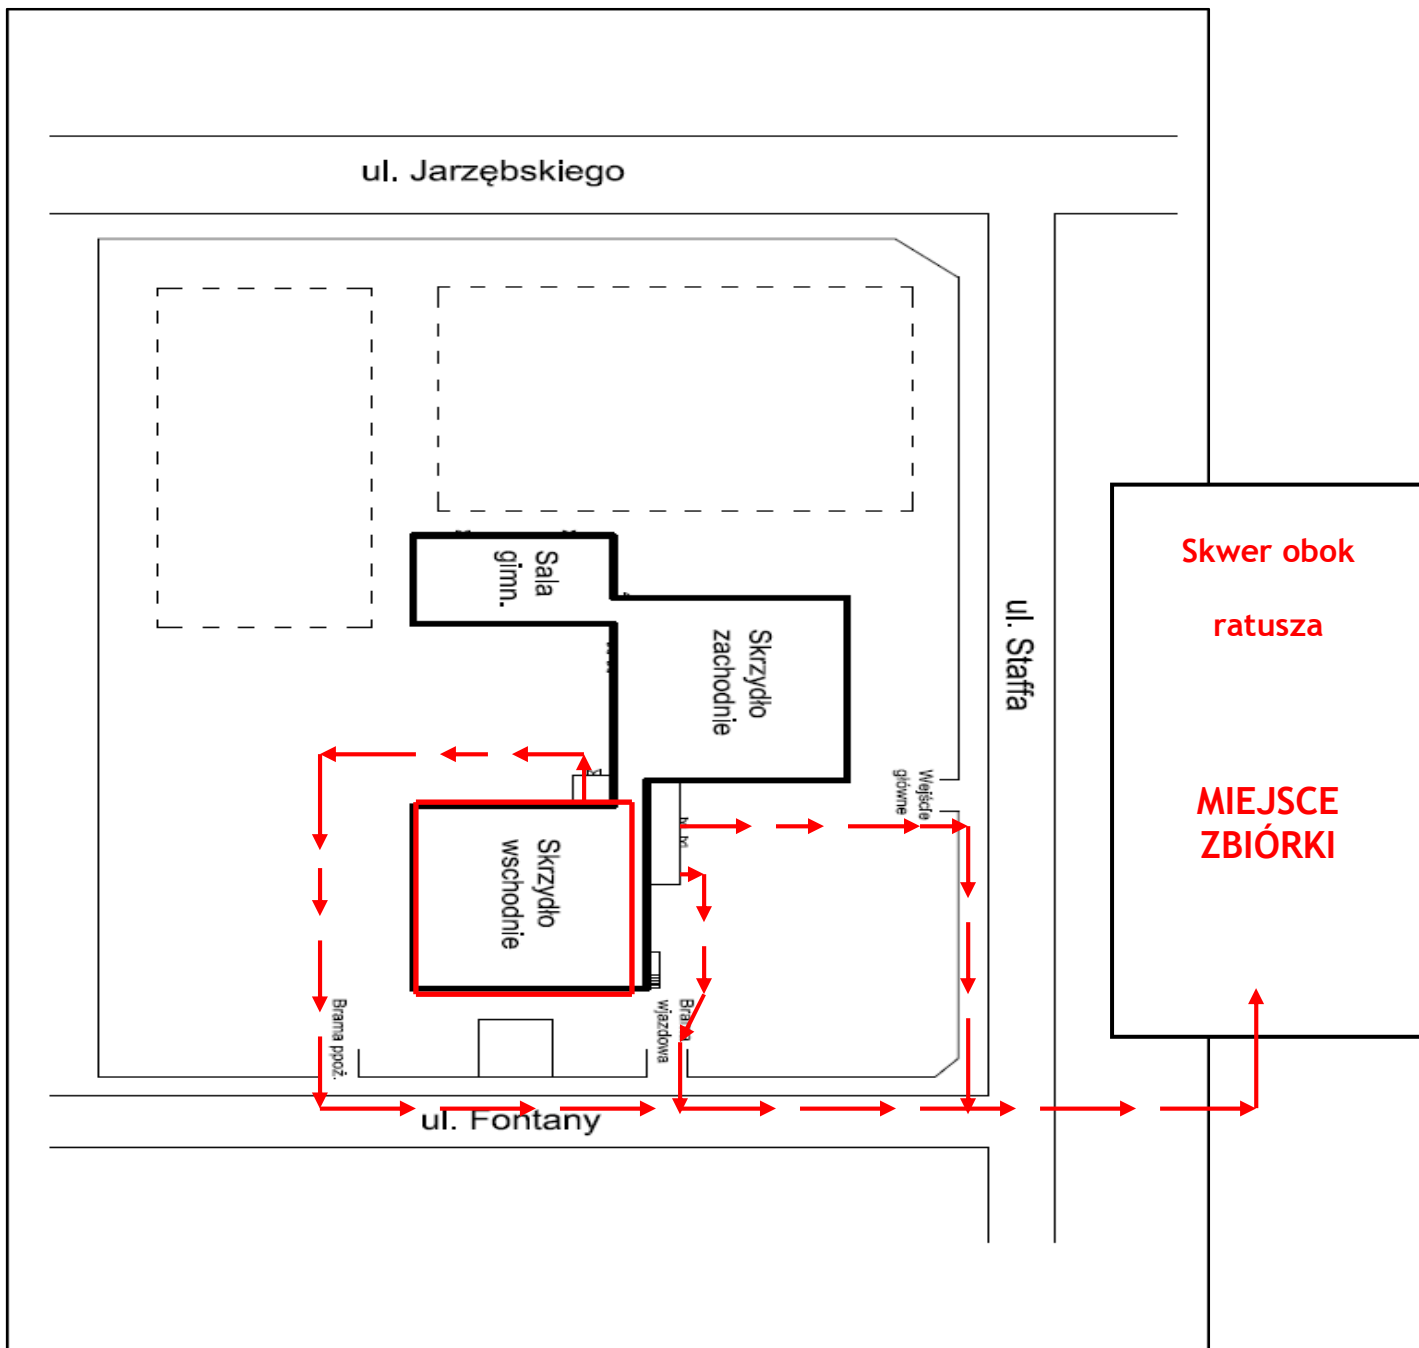 ul. Jarzębskiego
Sala
gimn.
Skrzydło
zachodnie
ul. Staffa
Skwer obok
ratusza
MIEJSCE
ZBIÓRKI
Wejście
główne
Skrzydło
wschodnie
Brama ppoż.
Brama
wjazdowa
ul. Fontany